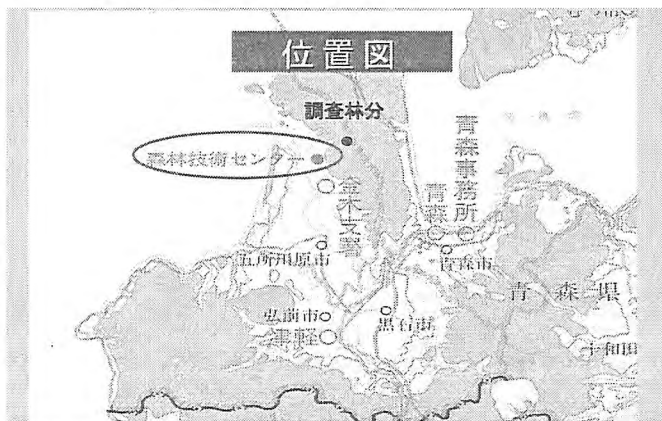 位置図
調査林分
森林技術センター
青森事務所
青森
金木支署
五所川原市
青森市
青森県
弘前市
黒石市
津軽
十和田